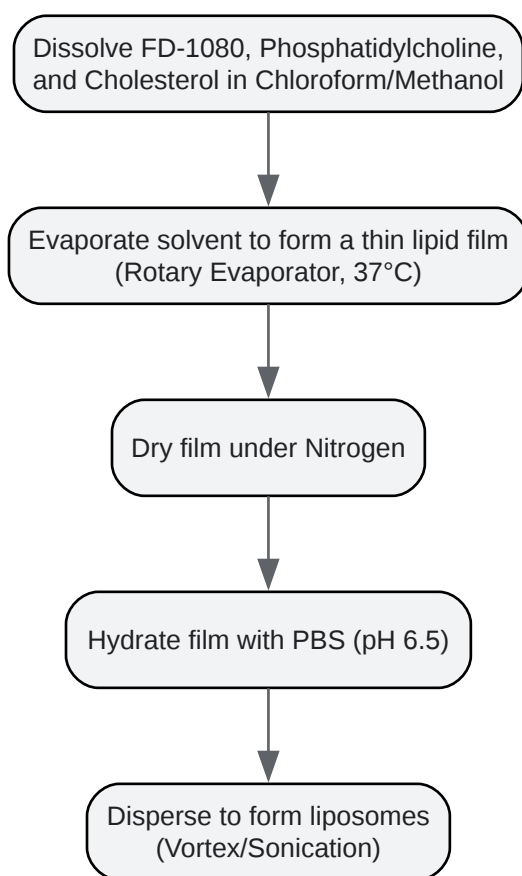 Dissolve FD-1080, Phosphatidylcholine,
and Cholesterol in Chloroform/Methanol
Evaporate solvent to form a thin lipid film
(Rotary Evaporator, 37°C)
Dry film under Nitrogen
Hydrate film with PBS (pH 6.5)
Disperse to form liposomes
(Vortex/Sonication)